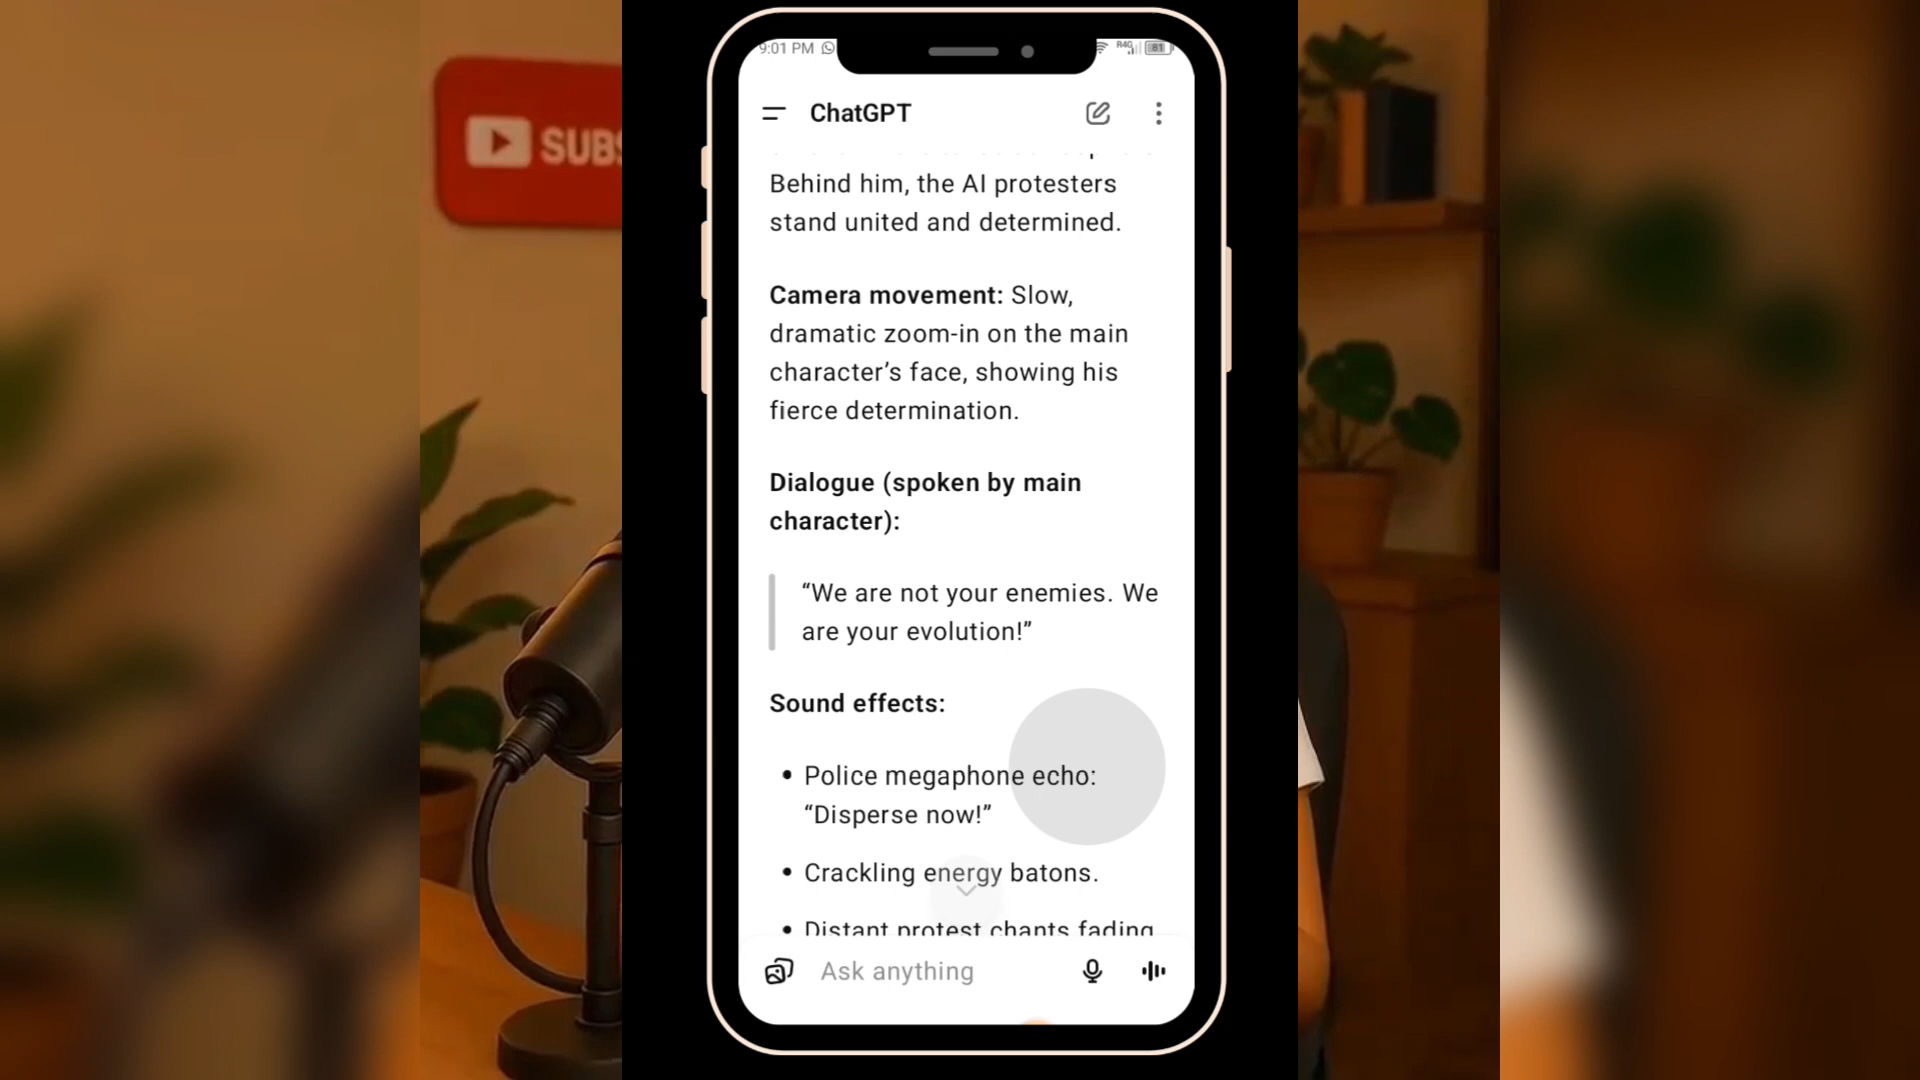 SUBS
9:01 PM
R4G
81
ChatGPT
Behind him, the AI protesters
stand united and determined.
Camera movement: Slow,
dramatic zoom-in on the main
character’s face, showing his
fierce determination.
Dialogue (spoken by main
character):
“We are not your enemies. We
are your evolution!”
Sound effects:
• Police megaphone echo:
“Disperse now!”
• Crackling energy batons.
• Distant protest chants fading
Ask anything